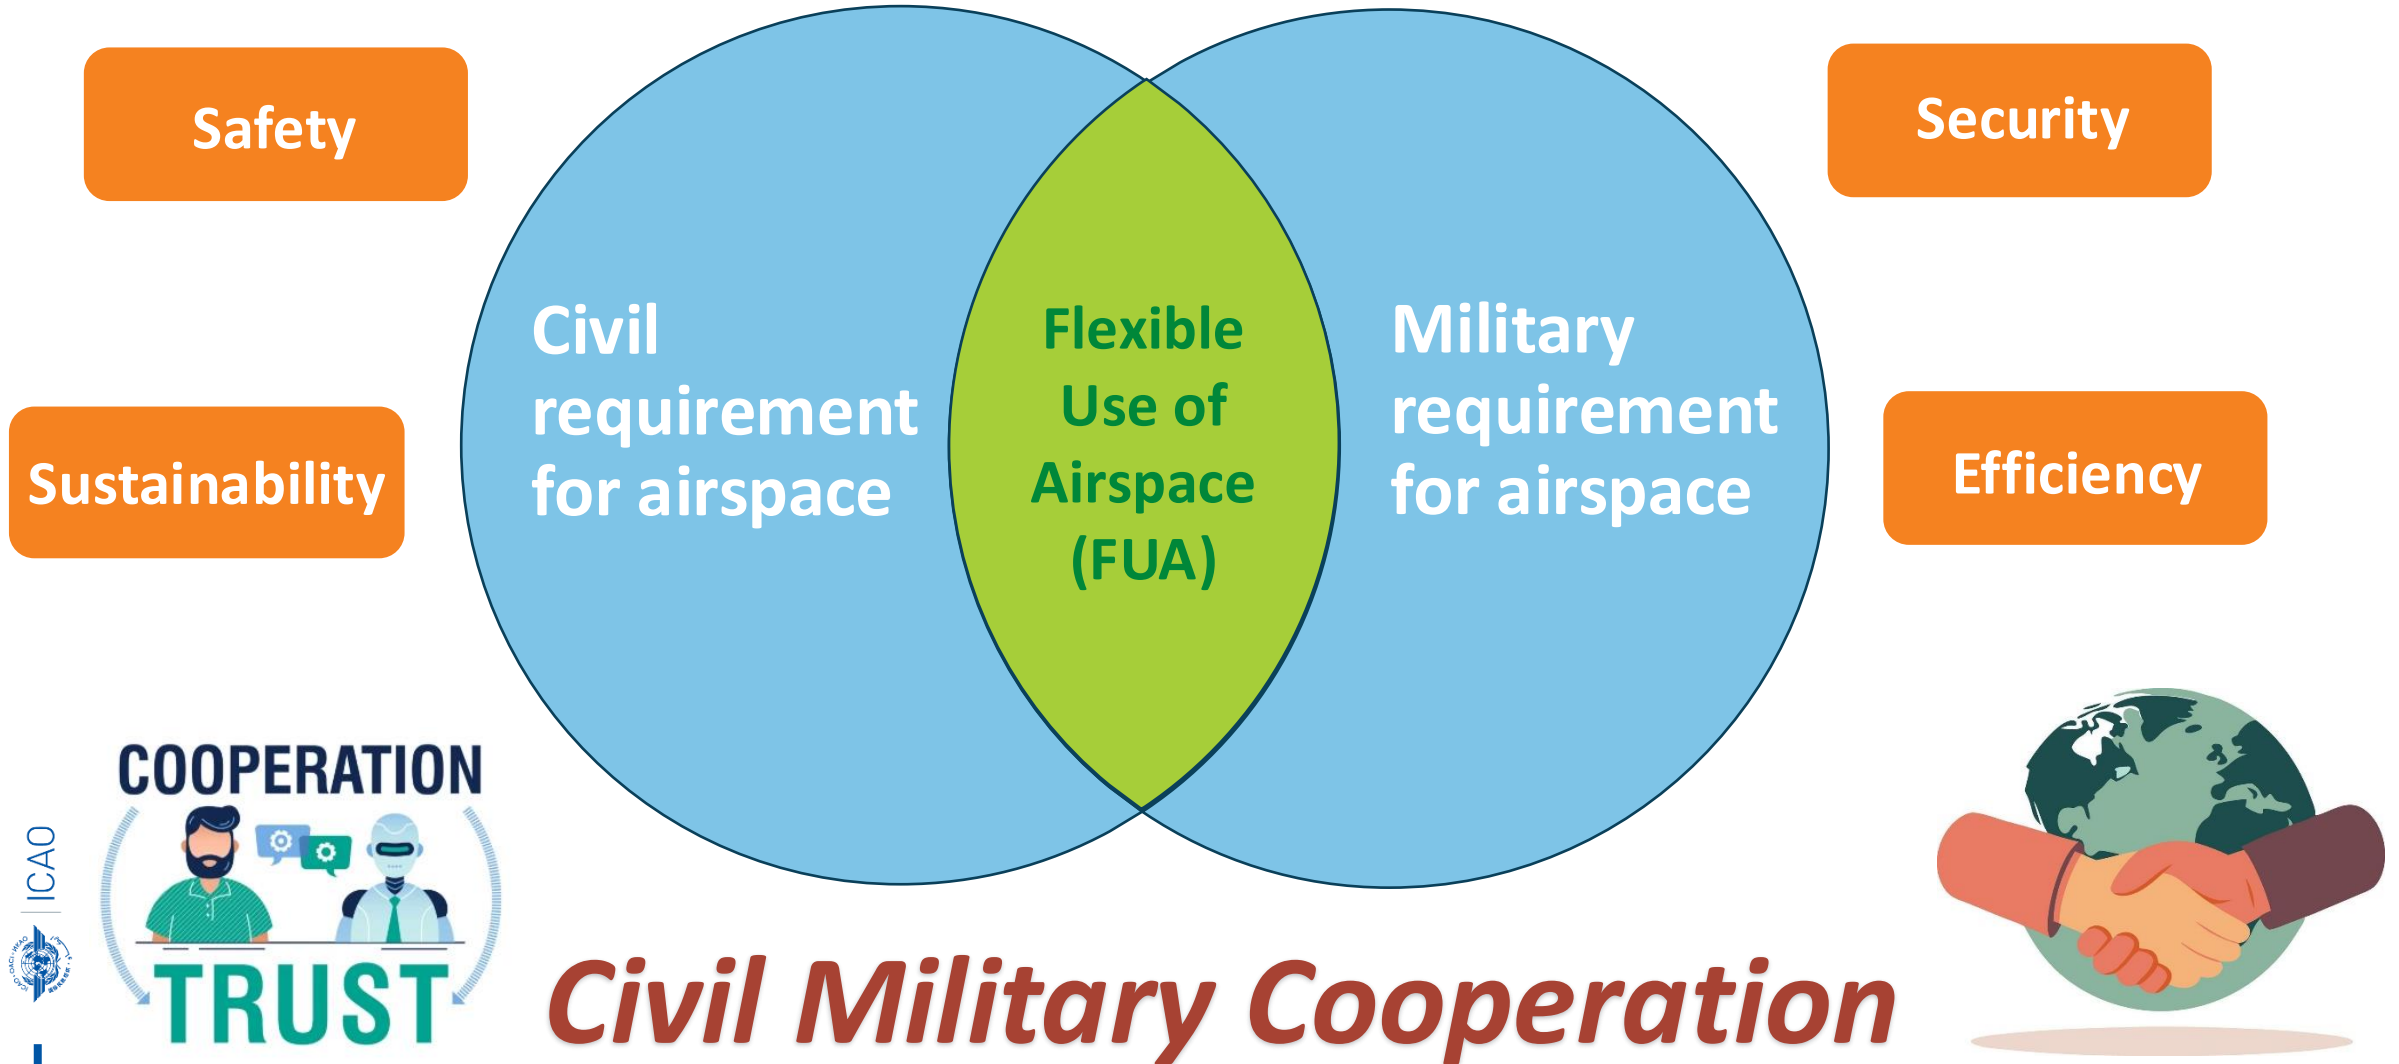 Safety
Security
Civil
requirement
for airspace
Flexible
Use of
Airspace
(FUA)
Military
requirement
for airspace
Sustainability
Efficiency
COOPERATION
TRUST
ICAO
Civil Military Cooperation